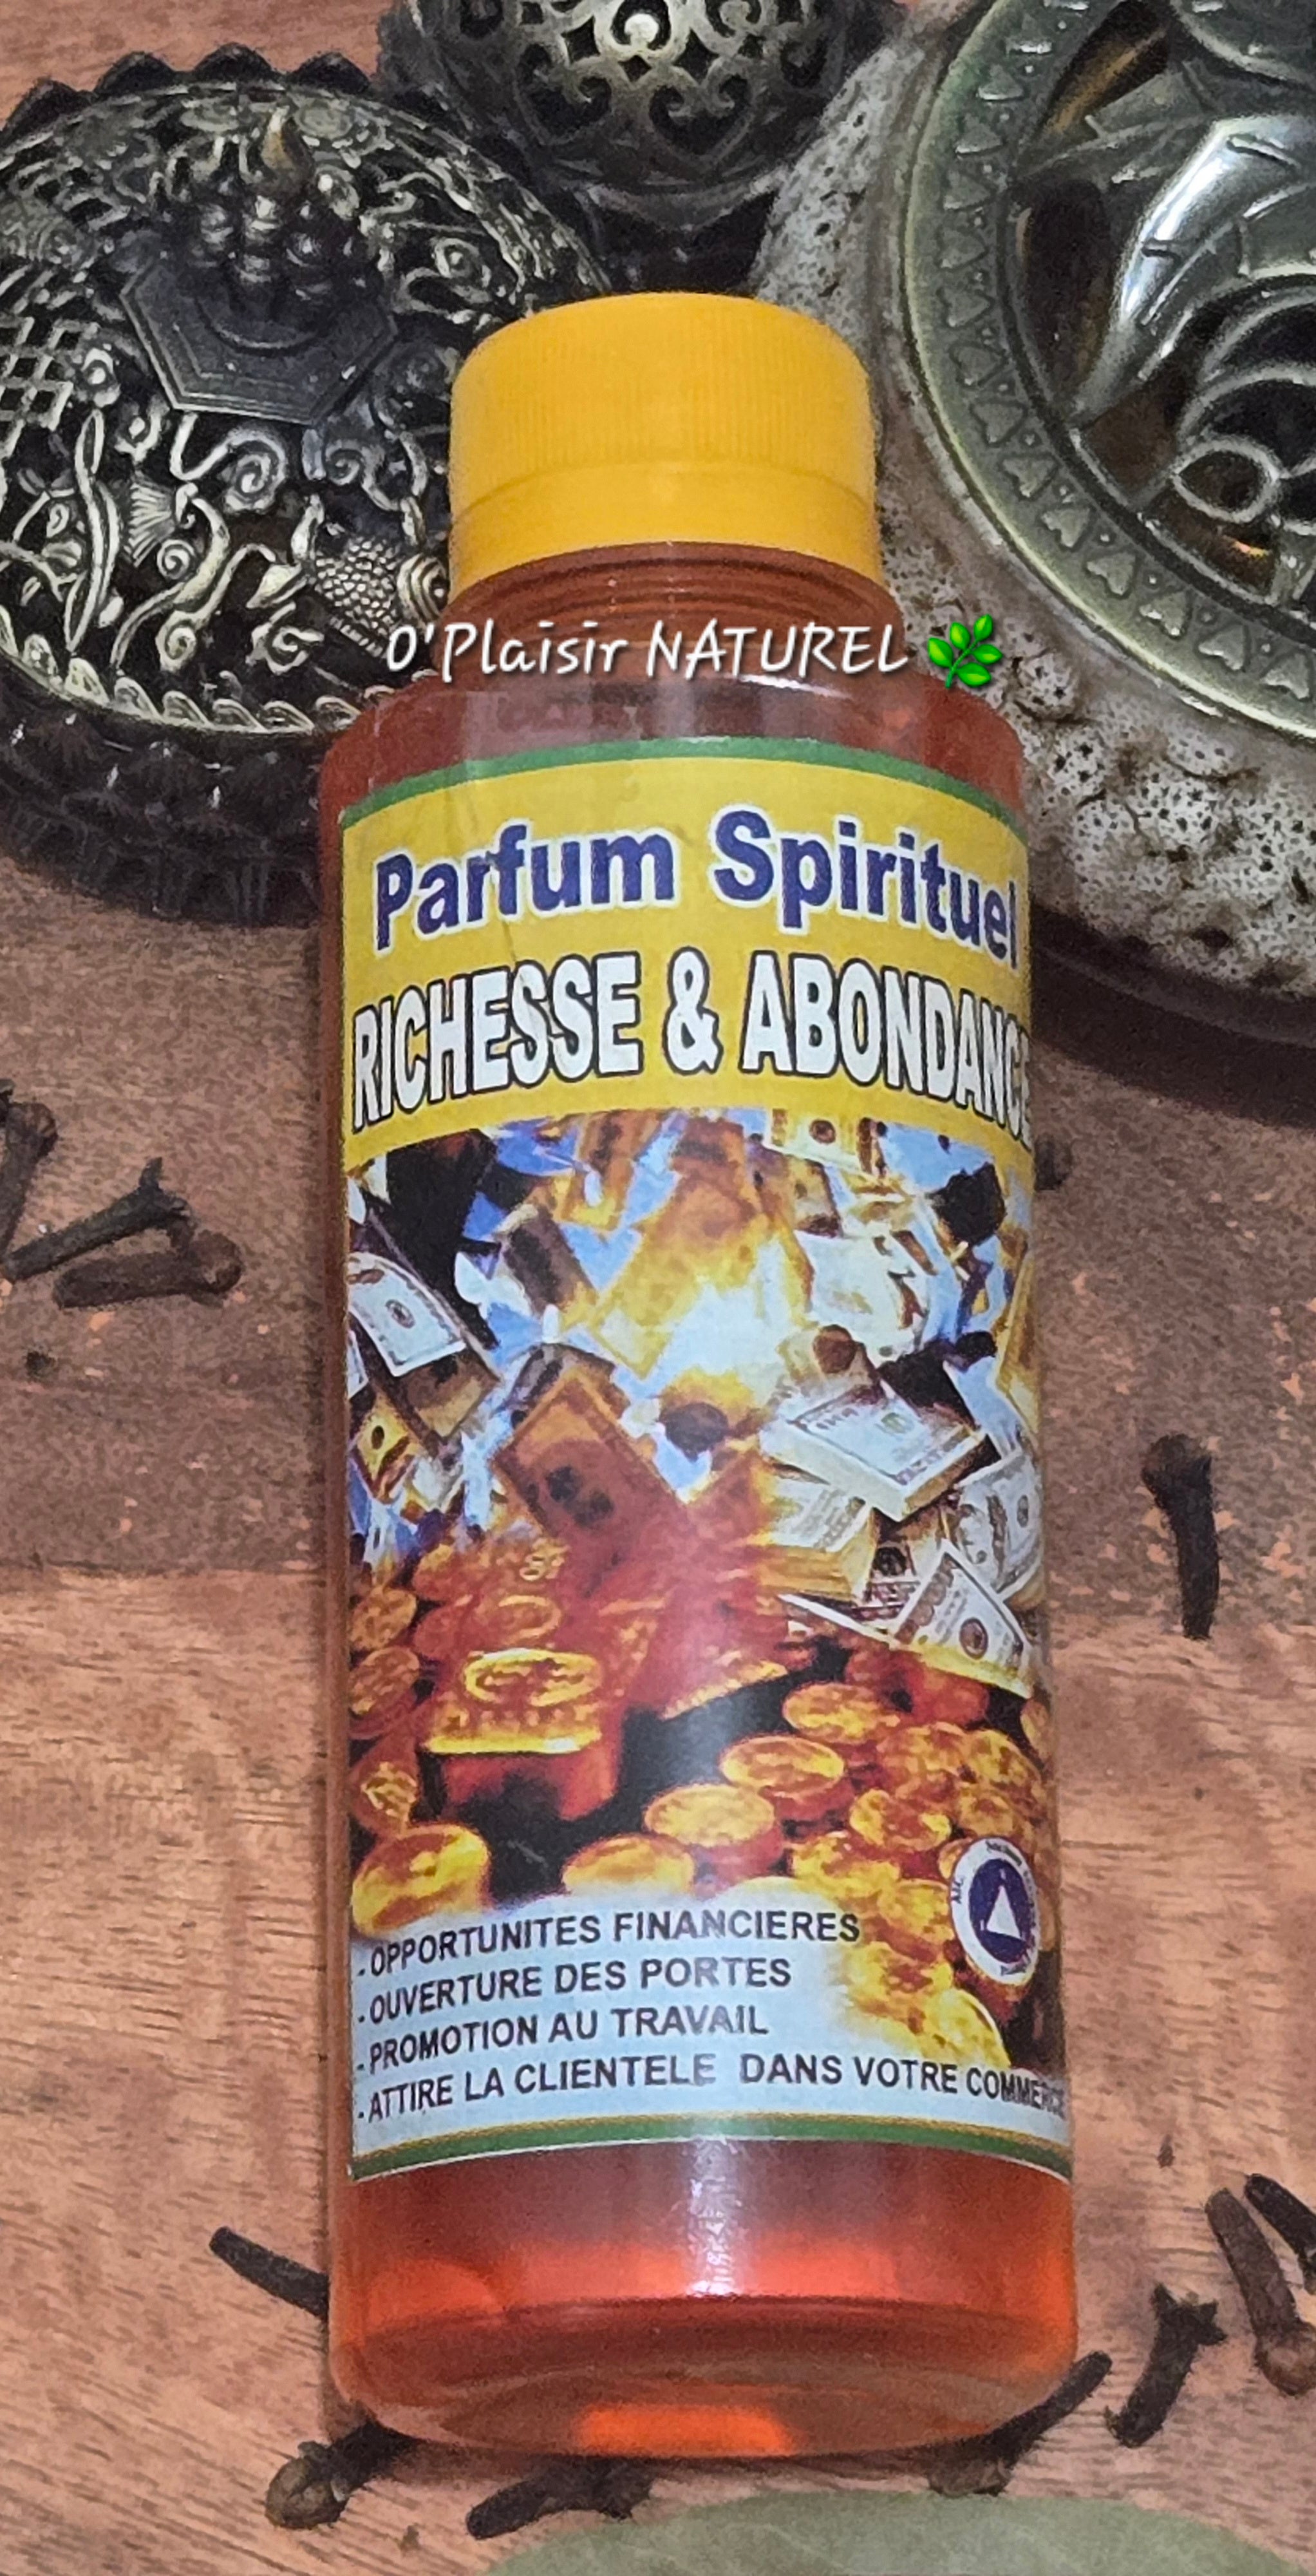 O'Plaisir NATUREL
Parfum Spirituel
RICHESSE & ABONDANCE
- OPPORTUNITES FINANCIERES
- OUVERTURE DES PORTES
- PROMOTION AU TRAVAIL
- ATTIRE LA CLIENTELE DANS VOTRE COMMERCE